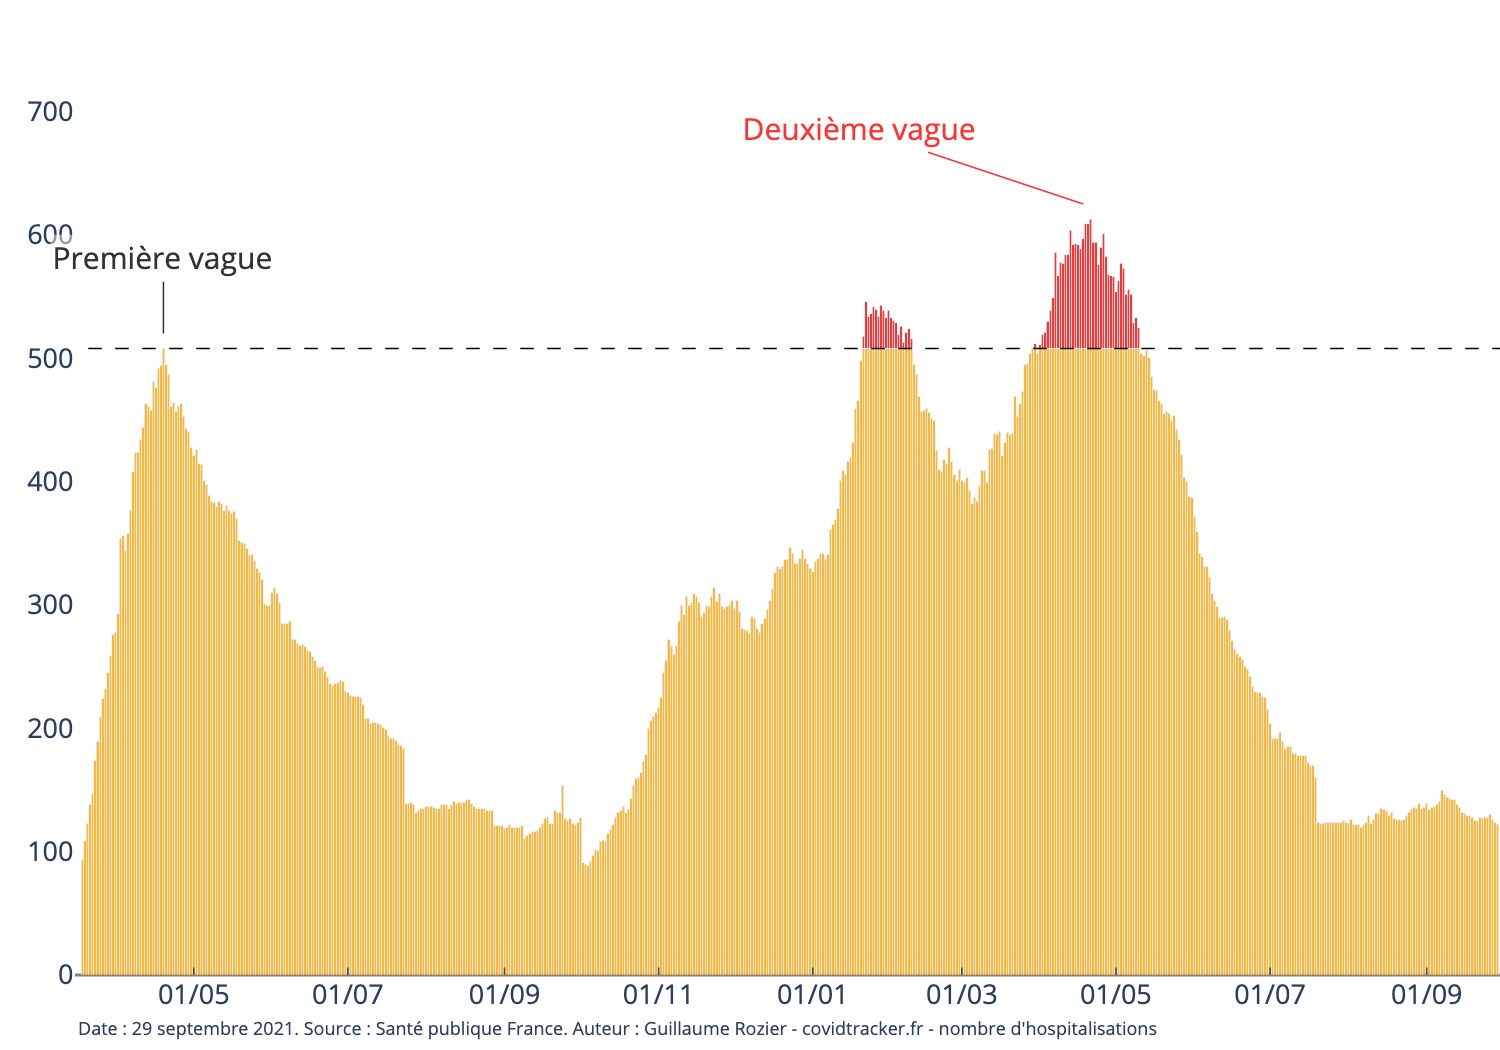 700
Deuxième vague
600
Première vague
500
400
300
200
100
0
01/05 01/07 01/09 01/11 01/01 01/03 01/05 01/07 01/09
Date : 29 septembre 2021. Source : Santé publique France. Auteur : Guillaume Rozier - covidtracker.fr - nombre d'hospitalisations